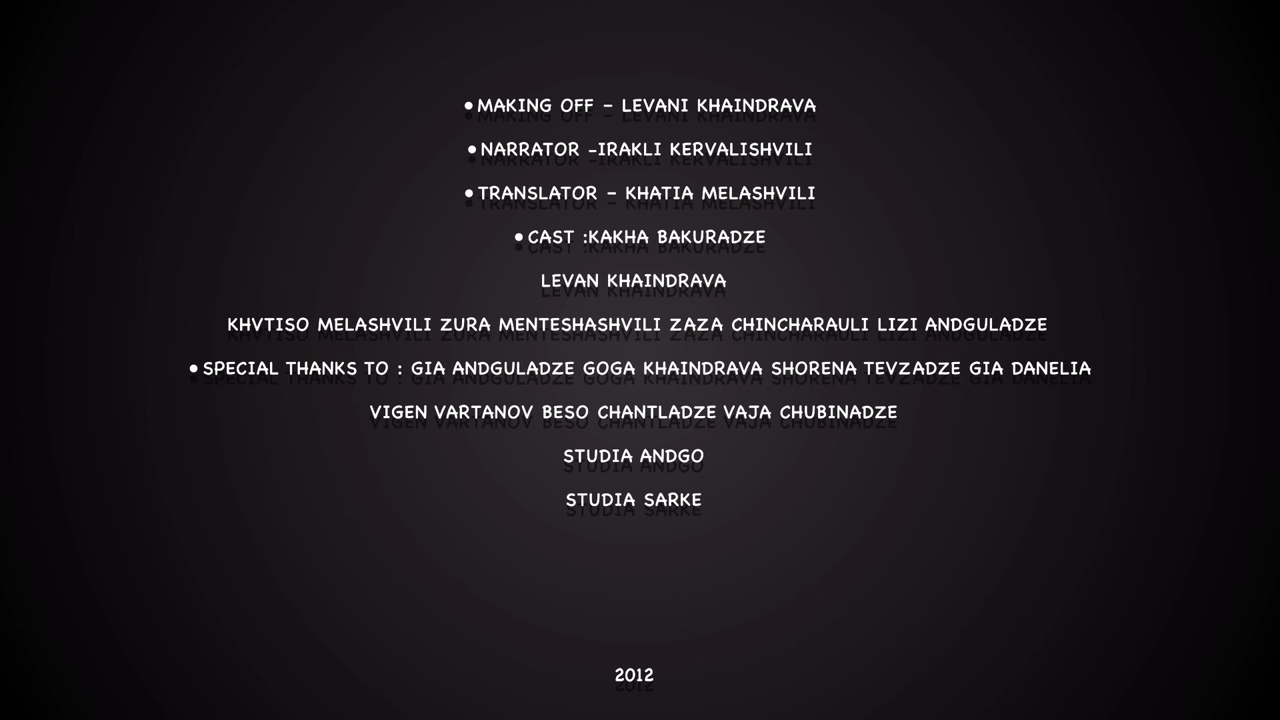 •MAKING OFF - LEVANI KHAINDRAVA
•NARRATOR -IRAKLI KERVALISHVILI
•TRANSLATOR - KHATIA MELASHVILI
•CAST :KAKHA BAKURADZE
LEVAN KHAINDRAVA
KHVTISO MELASHVILI ZURA MENTESHASHVILI ZAZA CHINCHARAULI LIZI ANDGULADZE
•SPECIAL THANKS TO : GIA ANDGULADZE GOGA KHAINDRAVA SHORENA TEVZADZE GIA DANELIA
VIGEN VARTANOV BESO CHANTLADZE VAJA CHUBINADZE
STUDIA ANDGO
STUDIA SARKE
2012